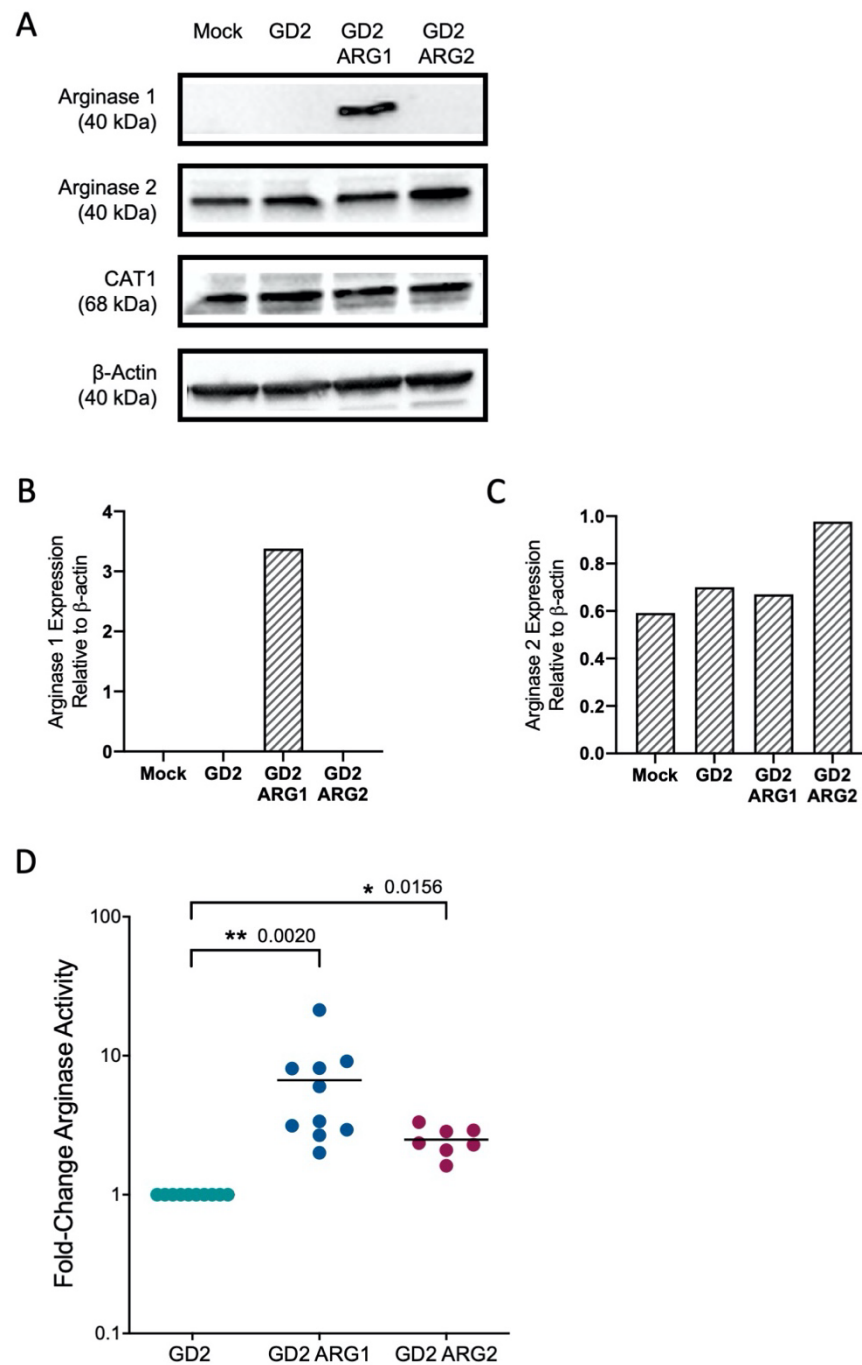 A
Mock GD2 GD2 ARG1 GD2 ARG2
Arginase 1
(40 kDa)
Arginase 2
(40 kDa)
CAT1
(68 kDa)
β-Actin
(40 kDa)
B
Arginase 1 Expression
Relative to β-actin
4
3
2
1
0
Mock GD2 GD2 ARG1 GD2 ARG2
C
Arginase 2 Expression
Relative to β-actin
1.0
0.8
0.6
0.4
0.2
0.0
Mock GD2 GD2 ARG1 GD2 ARG2
D
Fold-Change Arginase Activity
* 0.0156
** 0.0020
100
10
1
0.1
GD2 GD2 ARG1 GD2 ARG2